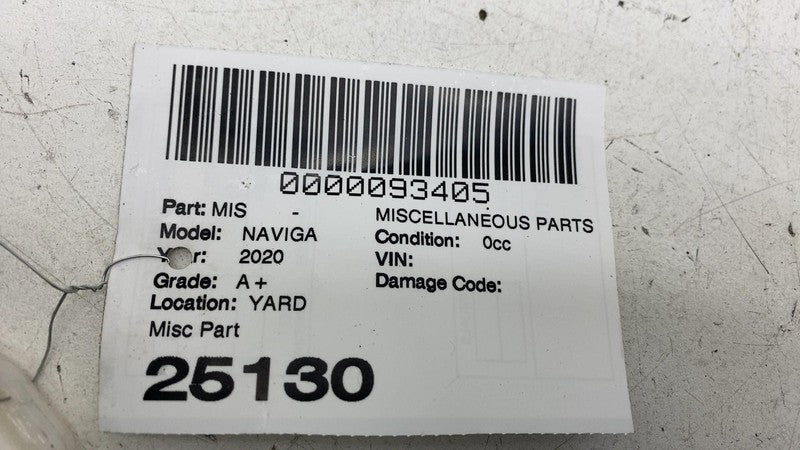 0000093405
Part: MIS - MISCELLANEOUS PARTS
Model: NAVIGA Condition: 0cc
2020 VIN:
Grade: A+ Damage Code:
Location: YARD
Misc Part
25130